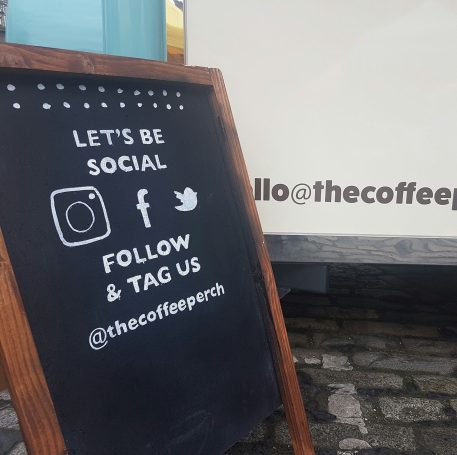 LET'S BE
SOCIAL
FOLLOW
& TAG US
@thecoffeeperch
llo@thecoffeep